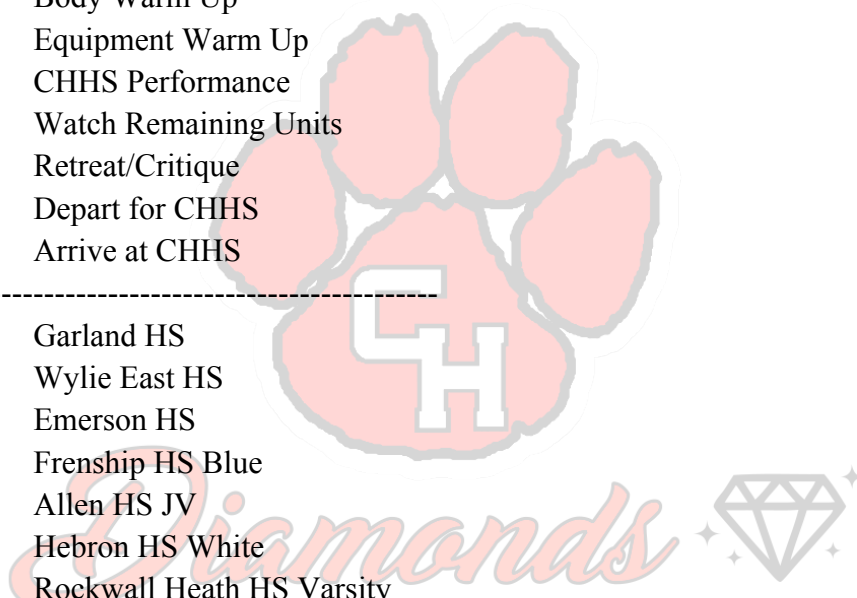 Body Warm Up
Equipment Warm Up
CHHS Performance
Watch Remaining Units
Retreat/Critique
Depart for CHHS
Arrive at CHHS
-----------------------------------------
CH
Garland HS
Wylie East HS
Emerson HS
Frenship HS Blue
Allen HS JV
Hebron HS White
Rockwall Heath HS Varsity
Diamonds